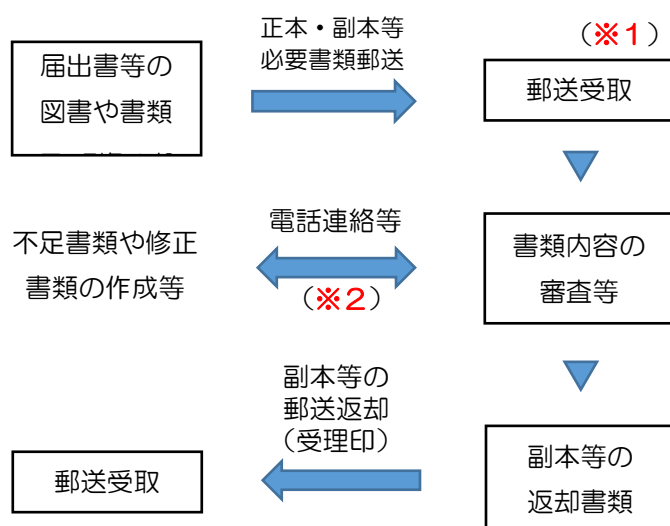 正本・副本等
必要書類郵送
（※１）
届出書等の
図書や書類
郵送受取
電話連絡等
（※２）
不足書類や修正
書類の作成等
書類内容の
審査等
副本等の
郵送返却
（受理印）
郵送受取
副本等の
返却書類